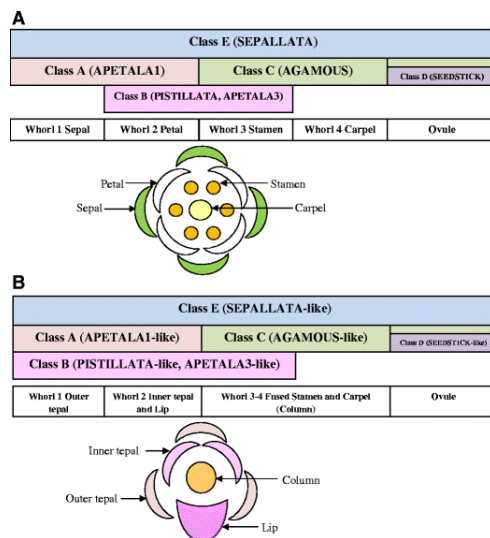 A
Class E (SEPALLATA)
Class A (APETALA1)
Class C (AGAMOUS)
Class D (SEEDSTICK)
Class B (PISTILLATA, APETALA3)
Whorl 1 Sepal
Whorl 2 Petal
Whorl 3 Stamen
Whorl 4 Carpel
Ovule
Petal
Stamen
Sepal
Carpel
B
Class E (SEPALLATA-like)
Class A (APETALA1-like)
Class C (AGAMOUS-like)
Class D (SEEDSTICK-like)
Class B (PISTILLATA-like, APETALA3-like)
Whorl 1 Outer
tepal
Whorl 2 Inner tepal
and Lip
Whorl 3-4 Fused Stamen and Carpel
(Column)
Ovule
Inner tepal
Column
Outer tepal
Lip